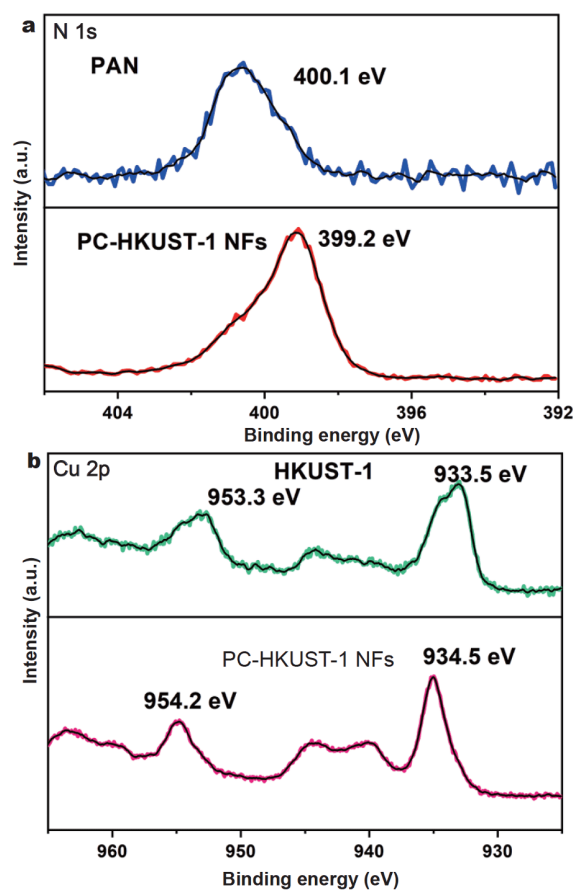 a
N 1s
PAN
400.1 eV
PC-HKUST-1 NFs
399.2 eV
Intensity (a.u.)
404 400 396 392
Binding energy (eV)
b
Cu 2p
HKUST-1
953.3 eV
933.5 eV
PC-HKUST-1 NFs
954.2 eV
934.5 eV
Intensity (a.u.)
960 950 940 930
Binding energy (eV)